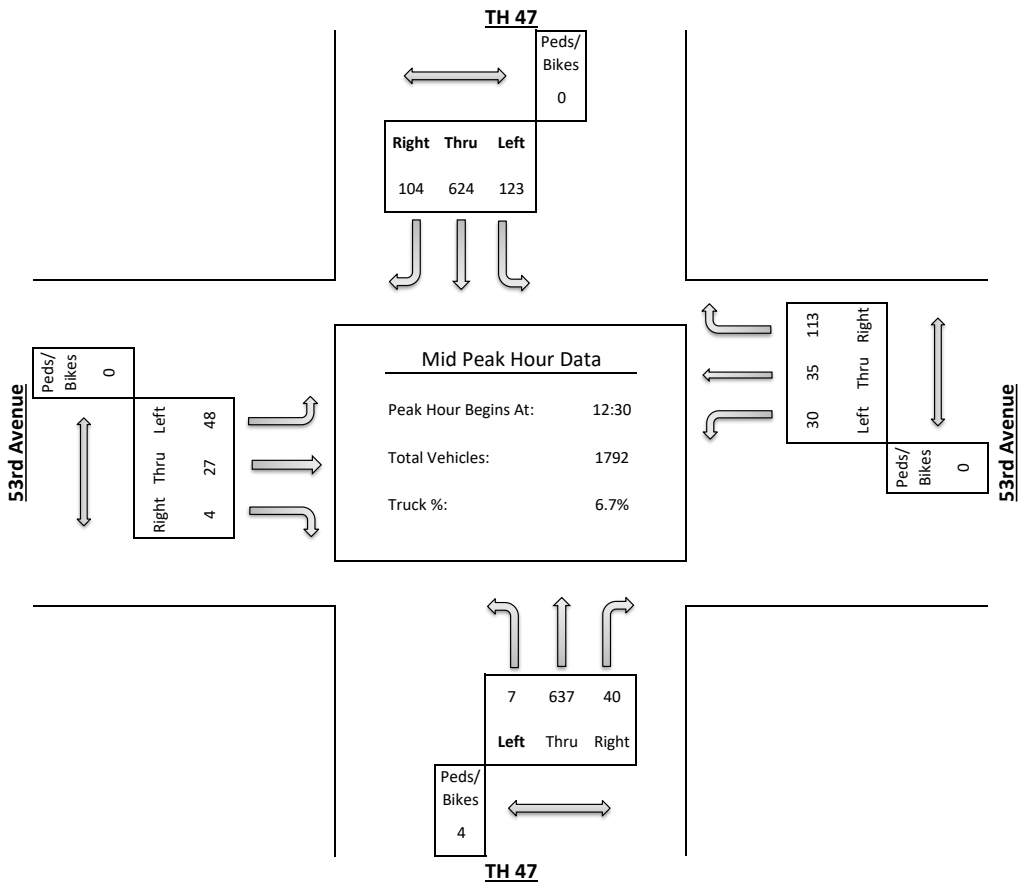 TH 47
Peds/
Bikes
0
Right Thru Left
104 624 123
53rd Avenue
Peds/
Bikes
0
Left 48
Thru 27
Right 4
Mid Peak Hour Data
Peak Hour Begins At: 12:30
Total Vehicles: 1792
Truck %: 6.7%
113 Right
35 Thru
30 Left
Peds/
Bikes
0
53rd Avenue
7 637 40
Left Thru Right
Peds/
Bikes
4
TH 47